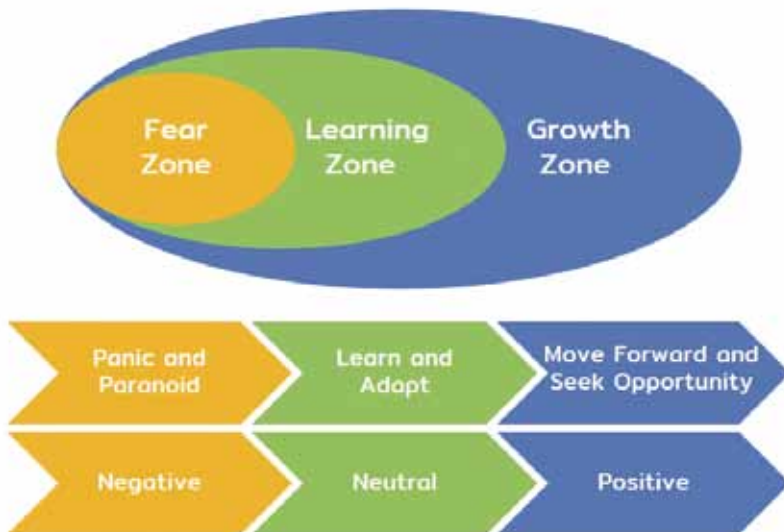 Fear
Zone
Learning
Zone
Growth
Zone
Panic and
Paranoid
Learn and
Adapt
Move Forward and
Seek Opportunity
Negative
Neutral
Positive